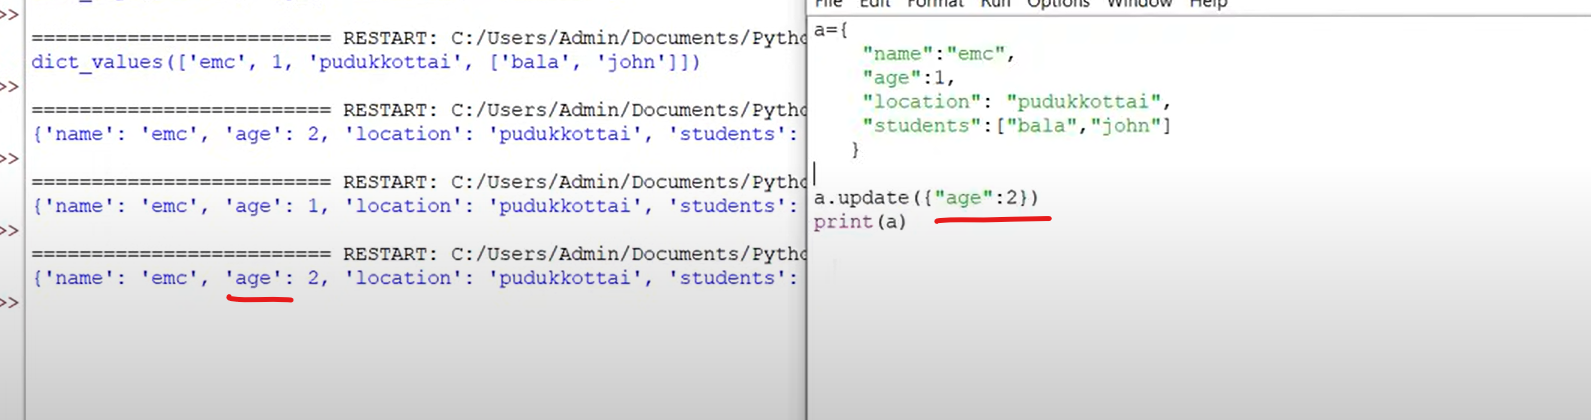 >>
======================== RESTART: C:/Users/Admin/Documents/Pytho
dict_values(['emc', 1, 'pudukkottai', ['bala', 'john']])
>>
======================== RESTART: C:/Users/Admin/Documents/Pytho
{'name': 'emc', 'age': 2, 'location': 'pudukkottai', 'students':
>>
======================== RESTART: C:/Users/Admin/Documents/Pytho
{'name': 'emc', 'age': 1, 'location': 'pudukkottai', 'students':
>>
======================== RESTART: C:/Users/Admin/Documents/Pytho
{'name': 'emc', 'age': 2, 'location': 'pudukkottai', 'students':
>>
File Edit Format Run Options Window Help
a={
"name":"emc",
"age":1,
"location": "pudukkottai",
"students":["bala","john"]
}
a.update({"age":2})
print(a)